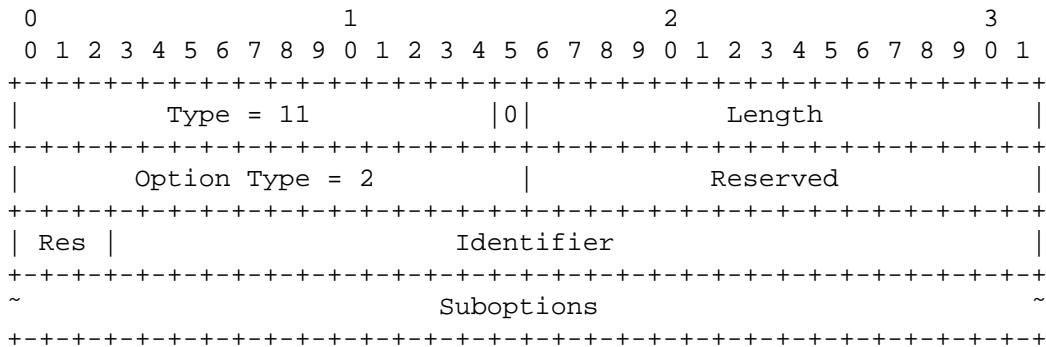 0                   1                   2                   3
 0 1 2 3 4 5 6 7 8 9 0 1 2 3 4 5 6 7 8 9 0 1 2 3 4 5 6 7 8 9 0 1
+-+-+-+-+-+-+-+-+-+-+-+-+-+-+-+-+-+-+-+-+-+-+-+-+-+-+-+-+-+-+-+-+
|         Type = 11           |0|            Length             |
+-+-+-+-+-+-+-+-+-+-+-+-+-+-+-+-+-+-+-+-+-+-+-+-+-+-+-+-+-+-+-+-+
|       Option Type = 2         |           Reserved            |
+-+-+-+-+-+-+-+-+-+-+-+-+-+-+-+-+-+-+-+-+-+-+-+-+-+-+-+-+-+-+-+-+
| Res |                     Identifier                          |
+-+-+-+-+-+-+-+-+-+-+-+-+-+-+-+-+-+-+-+-+-+-+-+-+-+-+-+-+-+-+-+-+
~                          Suboptions                           ~
+-+-+-+-+-+-+-+-+-+-+-+-+-+-+-+-+-+-+-+-+-+-+-+-+-+-+-+-+-+-+-+-+